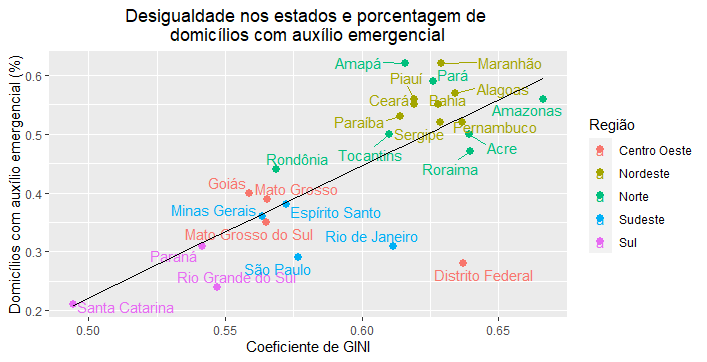 Desigualdade nos estados e porcentagem de
domicílios com auxílio emergencial
Domicílios com auxílio emergencial (%)
0.6
0.5
0.4
0.3
0.2
Amapá
Maranhão
Piauí
Pará
Ceará
Bahia
Alagoas
Amazonas
Paraíba
Sergipe
Pernambuco
Tocantins
Acre
Roraima
Rondônia
Goiás
Mato Grosso
Minas Gerais
Espírito Santo
Mato Grosso do Sul
Rio de Janeiro
Paraná
São Paulo
Rio Grande do Sul
Distrito Federal
Santa Catarina
0.50
0.55
0.60
0.65
Coeficiente de GINI
Região
Centro Oeste
Nordeste
Norte
Sudeste
Sul